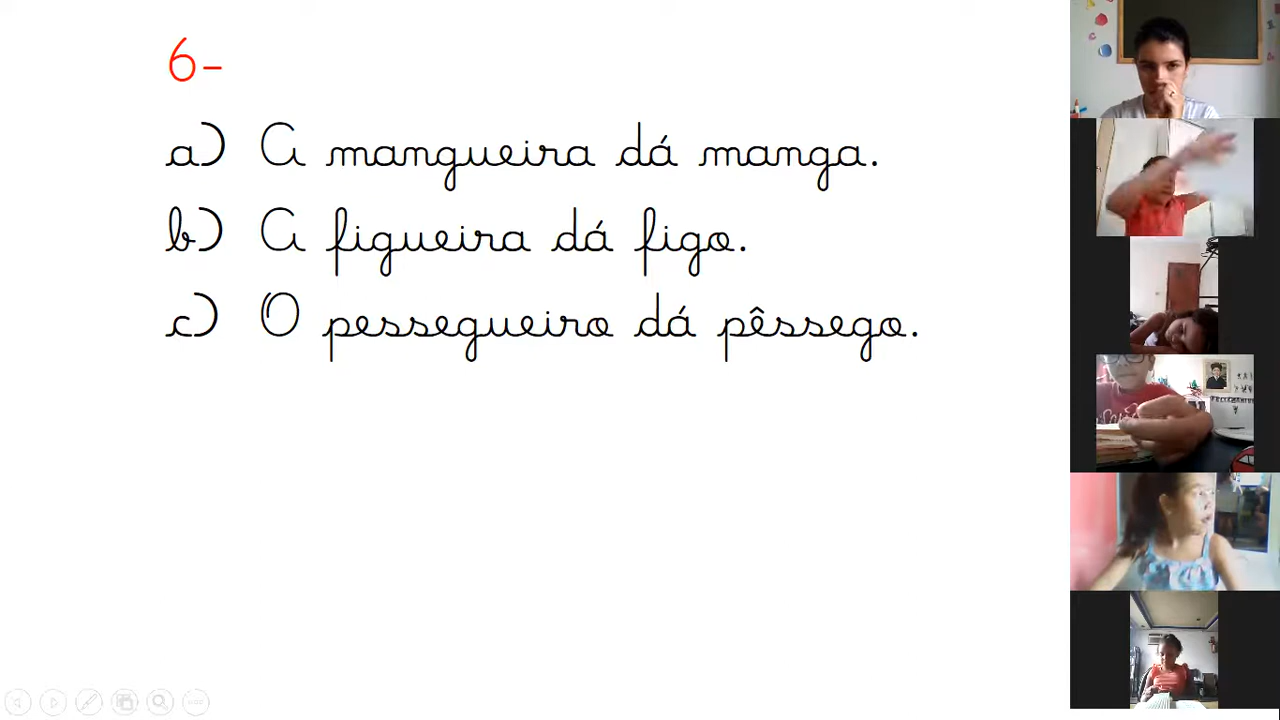 6-
a) A mangueira dá manga.
b) A figueira dá figo.
c) O pessegueiro dá pêssego.